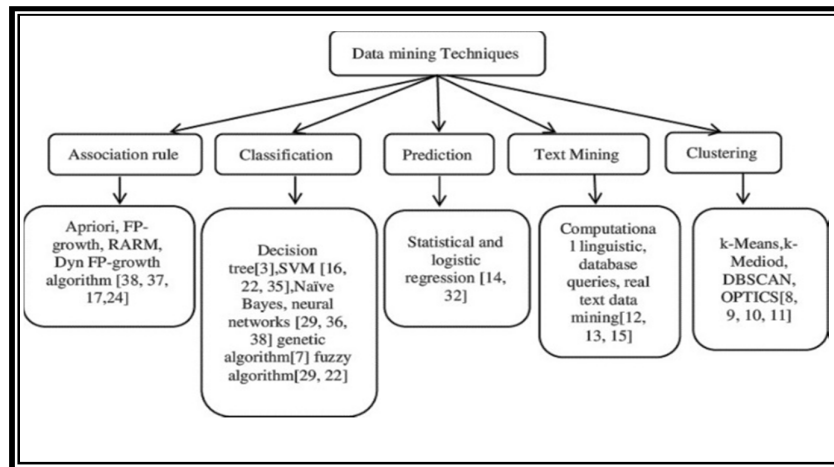 Data mining Techniques
Association rule
Classification
Prediction
Text Mining
Clustering
Apriori, FP-
growth, RARM,
Dyn FP-growth
algorithm [38, 37,
17,24]
Decision
tree[3],SVM [16,
22, 35],Naïve
Bayes, neural
networks [29, 36,
38] genetic
algorithm[7] fuzzy
algorithm[29, 22]
Statistical and
logistic
regression [14,
32]
Computationa
l linguistic,
database
queries, real
text data
mining[12,
13, 15]
k-Means,k-
Mediod,
DBSCAN,
OPTICS[8,
9, 10, 11]